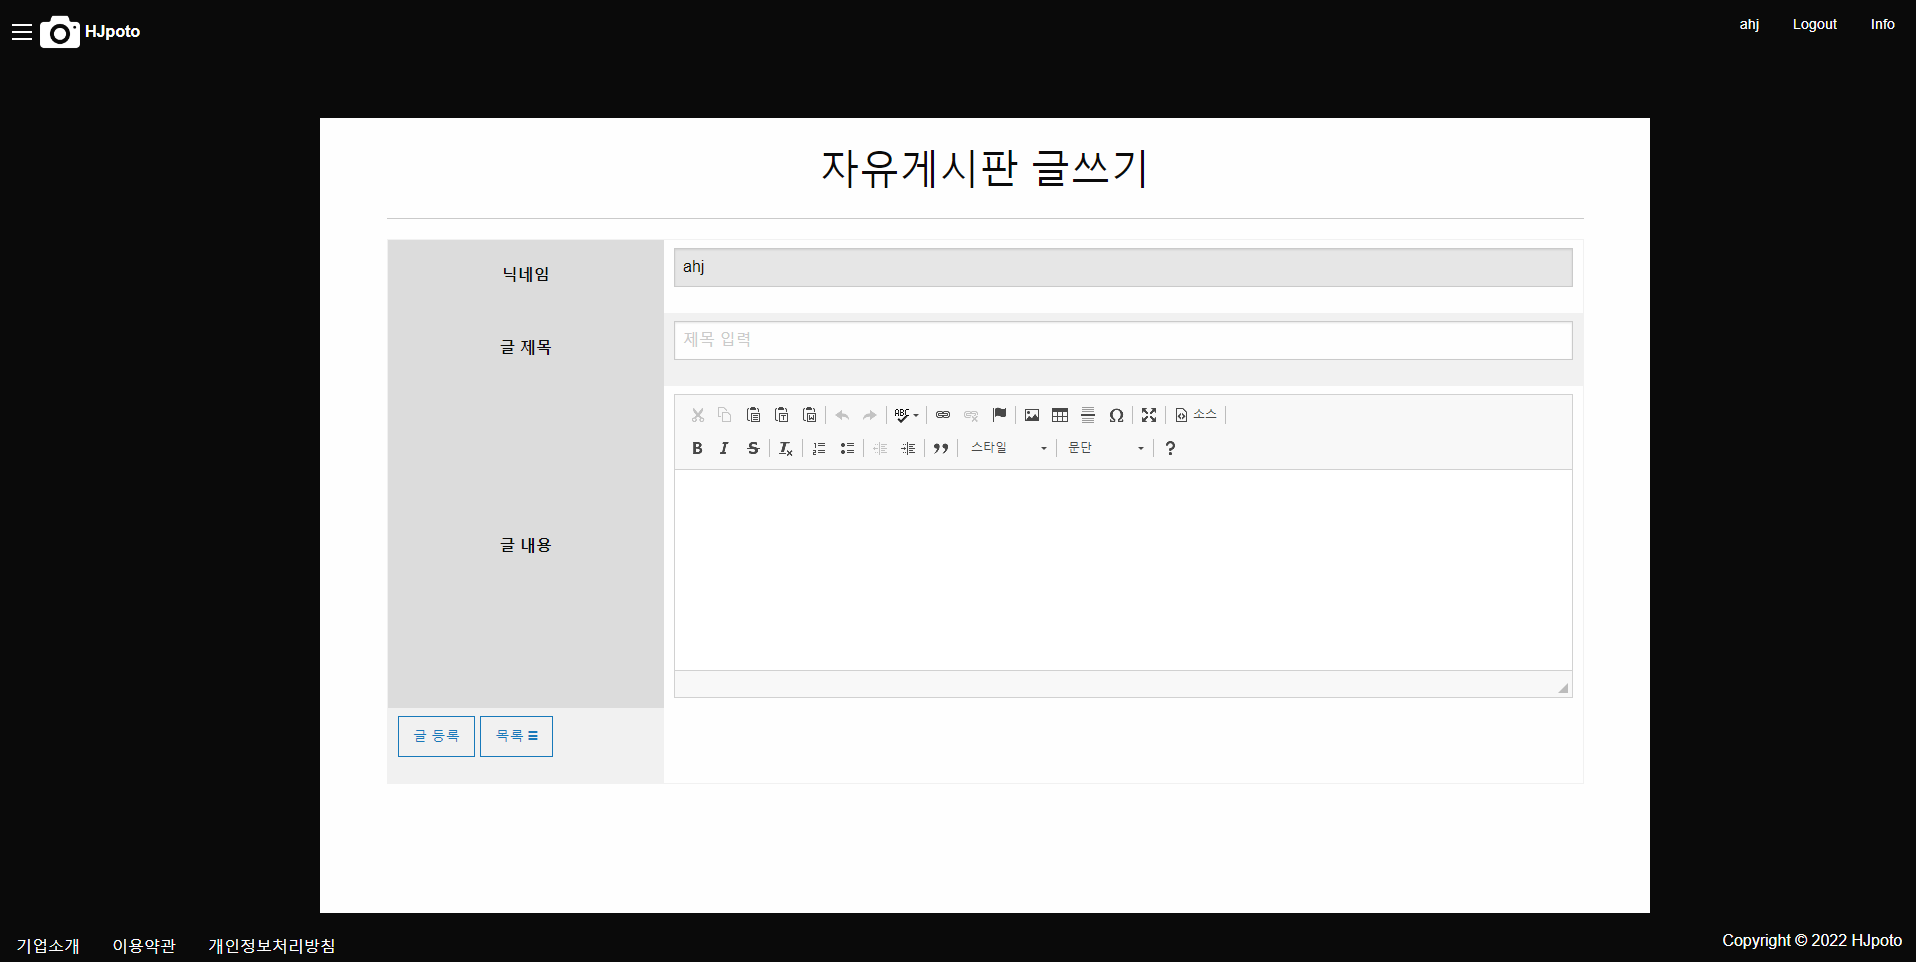 HJpoto
ahj Logout Info
자유게시판 글쓰기
닉네임 ahj
글 제목 제목 입력
ABC 소스
B I S Ix 스타일 문단 ?
글 내용
글 등록 목록
기업소개 이용약관 개인정보처리방침 Copyright © 2022 HJpoto